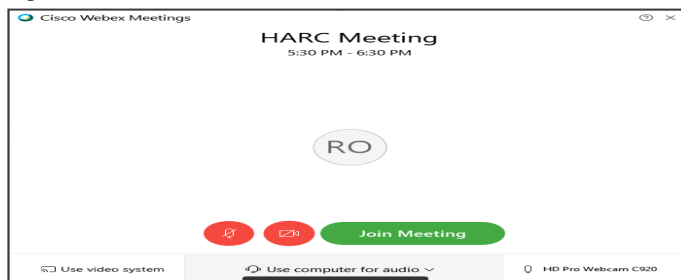 Cisco Webex Meetings
HARC Meeting
5:30 PM - 6:30 PM
RO
Join Meeting
Use video system
Use computer for audio
HD Pro Webcam C920